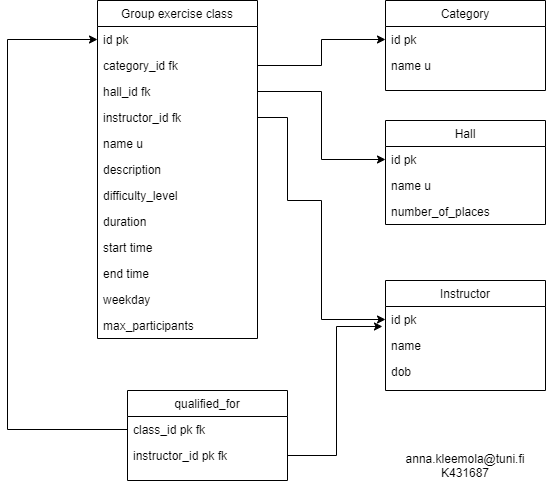 Group exercise class
id pk
category_id fk
hall_id fk
instructor_id fk
name u
description
difficulty_level
duration
start time
end time
weekday
max_participants
Category
id pk
name u
Hall
id pk
name u
number_of_places
Instructor
id pk
name
dob
qualified_for
class_id pk fk
instructor_id pk fk
anna.kleemola@tuni.fi
K431687